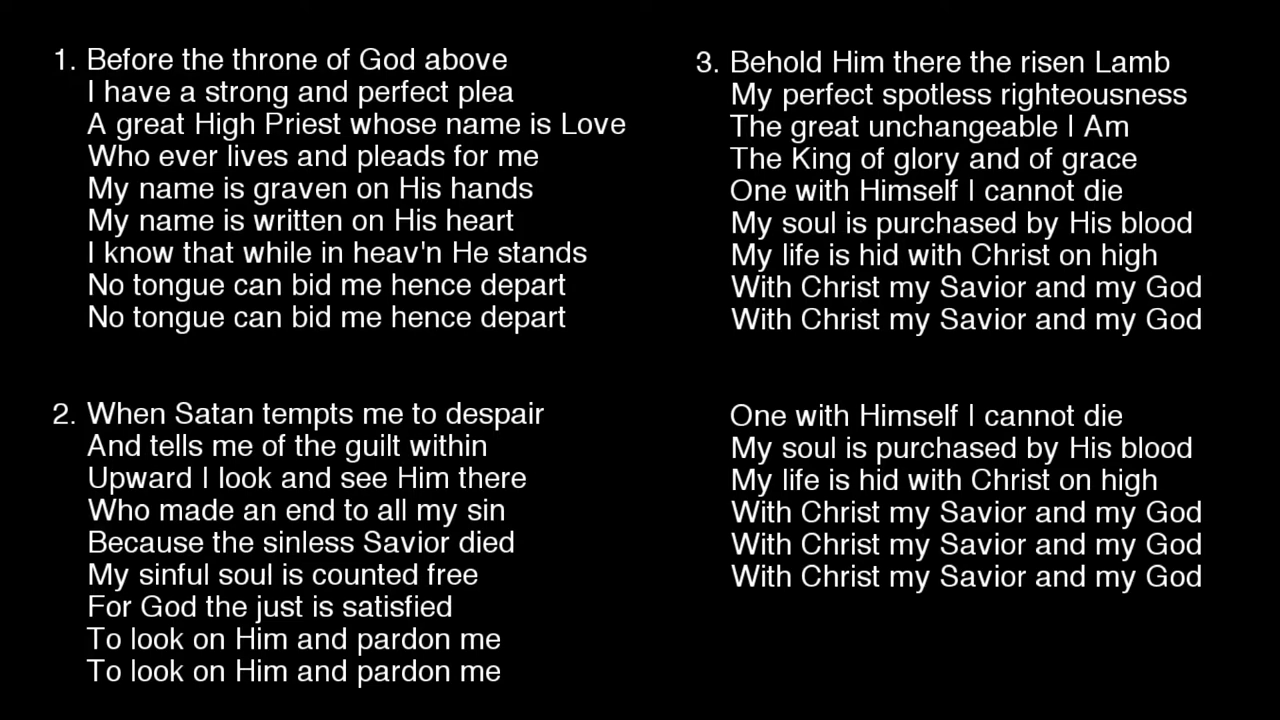 1. Before the throne of God above
I have a strong and perfect plea
A great High Priest whose name is Love
Who ever lives and pleads for me
My name is graven on His hands
My name is written on His heart
I know that while in heav'n He stands
No tongue can bid me hence depart
No tongue can bid me hence depart
2. When Satan tempts me to despair
And tells me of the guilt within
Upward I look and see Him there
Who made an end to all my sin
Because the sinless Savior died
My sinful soul is counted free
For God the just is satisfied
To look on Him and pardon me
To look on Him and pardon me
3. Behold Him there the risen Lamb
My perfect spotless righteousness
The great unchangeable I Am
The King of glory and of grace
One with Himself I cannot die
My soul is purchased by His blood
My life is hid with Christ on high
With Christ my Savior and my God
With Christ my Savior and my God
One with Himself I cannot die
My soul is purchased by His blood
My life is hid with Christ on high
With Christ my Savior and my God
With Christ my Savior and my God
With Christ my Savior and my God